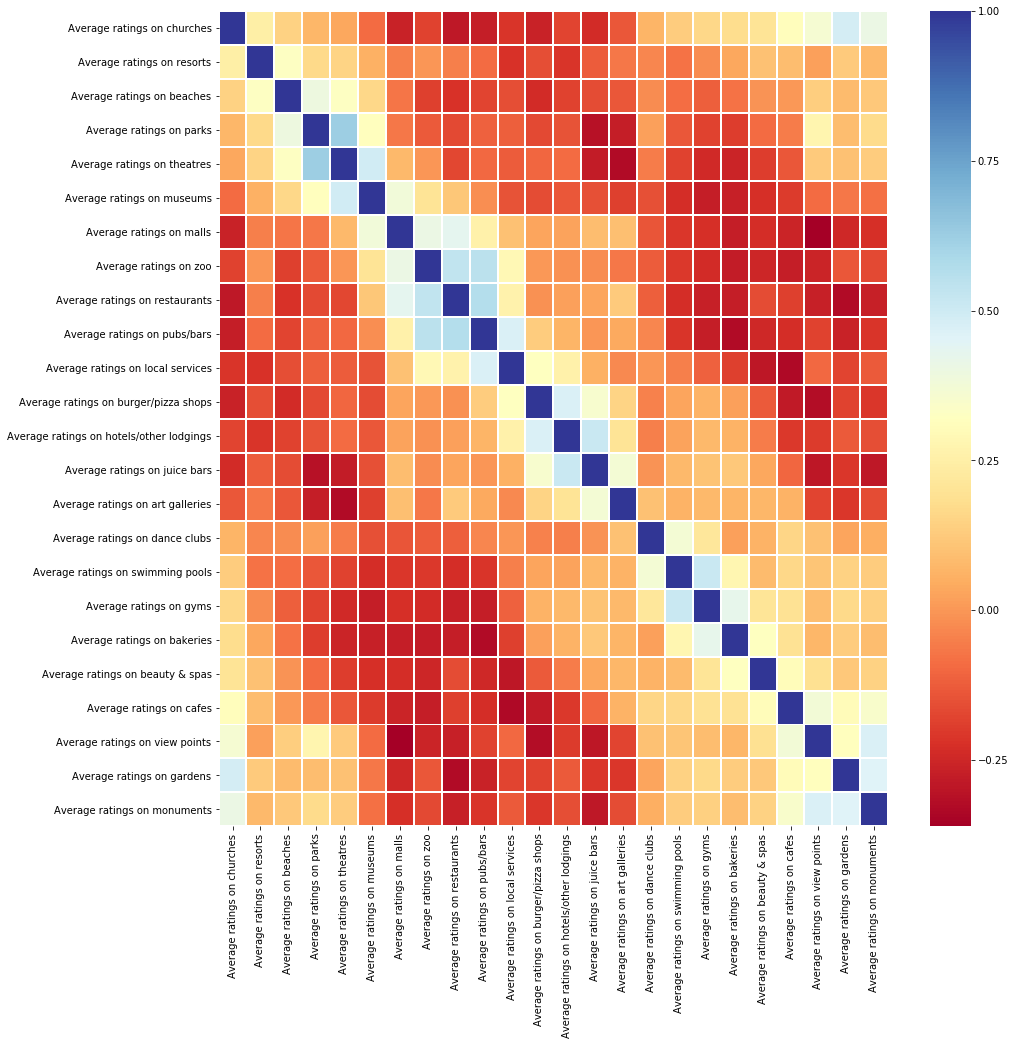 Average ratings on churches
Average ratings on resorts
Average ratings on beaches
Average ratings on parks
Average ratings on theatres
Average ratings on museums
Average ratings on malls
Average ratings on zoo
Average ratings on restaurants
Average ratings on pubs/bars
Average ratings on local services
Average ratings on burger/pizza shops
Average ratings on hotels/other lodgings
Average ratings on juice bars
Average ratings on art galleries
Average ratings on dance clubs
Average ratings on swimming pools
Average ratings on gyms
Average ratings on bakeries
Average ratings on beauty & spas
Average ratings on cafes
Average ratings on view points
Average ratings on gardens
Average ratings on monuments
Average ratings on churches
Average ratings on resorts
Average ratings on beaches
Average ratings on parks
Average ratings on theatres
Average ratings on museums
Average ratings on malls
Average ratings on zoo
Average ratings on restaurants
Average ratings on pubs/bars
Average ratings on local services
Average ratings on burger/pizza shops
Average ratings on hotels/other lodgings
Average ratings on juice bars
Average ratings on art galleries
Average ratings on dance clubs
Average ratings on swimming pools
Average ratings on gyms
Average ratings on bakeries
Average ratings on beauty & spas
Average ratings on cafes
Average ratings on view points
Average ratings on gardens
Average ratings on monuments
1.00
0.75
0.50
0.25
0.00
−0.25